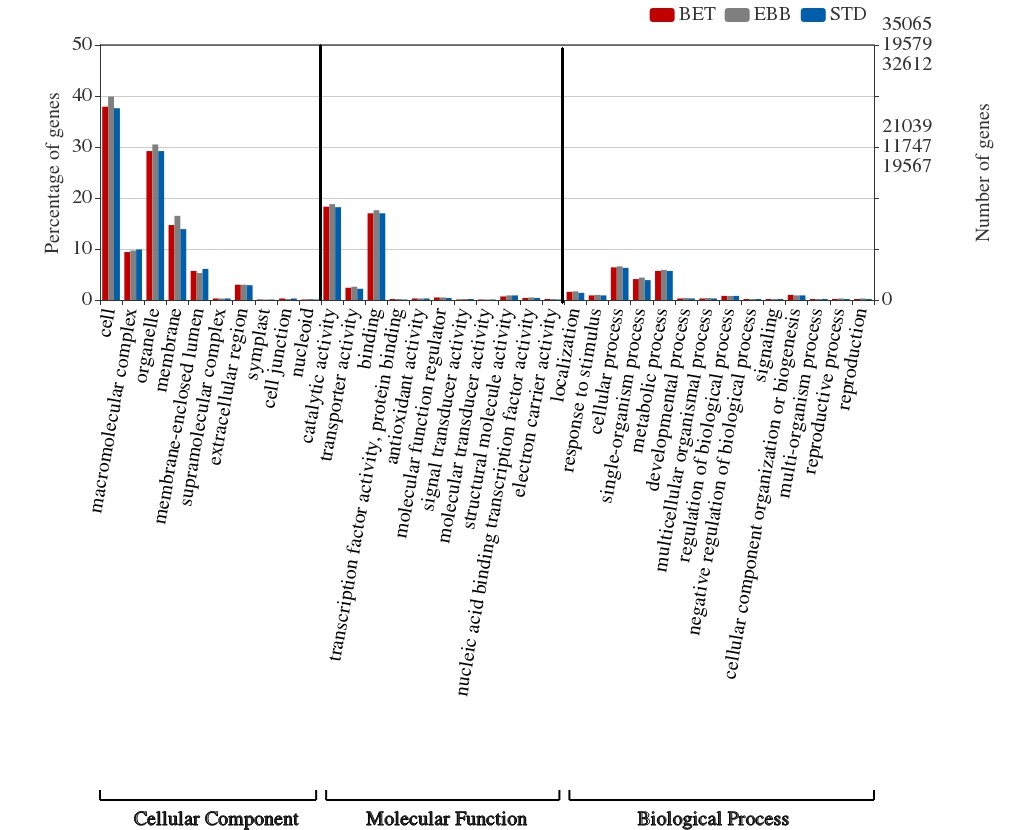 BET EBB STD
35065
19579
32612
21039
11747
19567
0
Number of genes
Percentage of genes
50
40
30
20
10
0
cell
macromolecular complex
organelle
membrane
membrane-enclosed lumen
supramolecular complex
extracellular region
symplast
cell junction
nucleoid
catalytic activity
transporter activity
binding
transcription factor activity, protein binding
antioxidant activity
molecular function regulator
signal transducer activity
molecular transducer activity
structural molecule activity
nucleic acid binding transcription factor activity
electron carrier activity
localization
response to stimulus
cellular process
single-organism process
metabolic process
developmental process
multicellular organismal process
regulation of biological process
negative regulation of biological process
signaling
cellular component organization or biogenesis
multi-organism process
reproductive process
reproduction
Cellular Component
Molecular Function
Biological Process